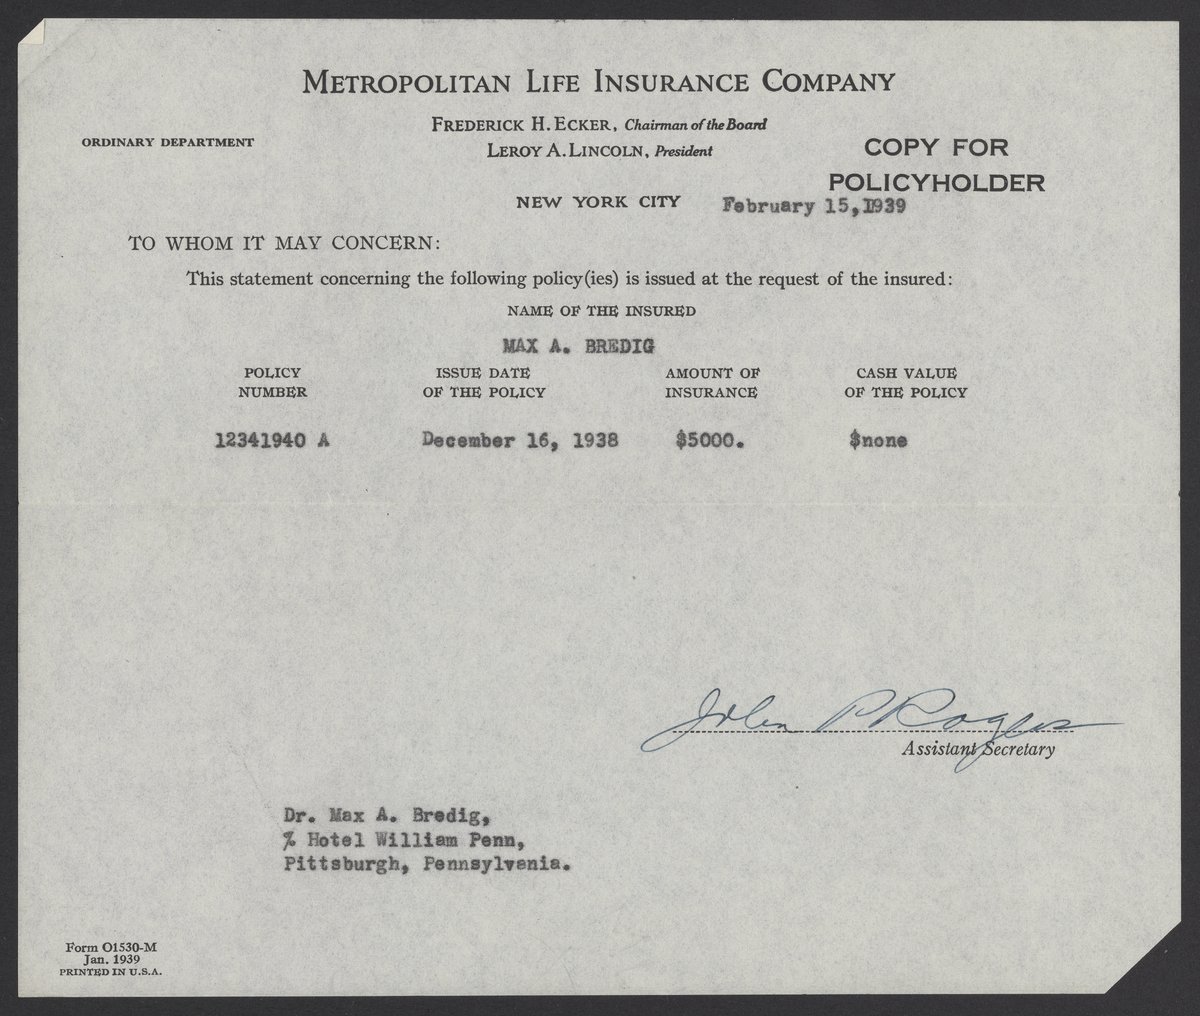 METROPOLITAN LIFE INSURANCE COMPANY
FREDERICK H. ECKER, Chairman of the Board
ORDINARY DEPARTMENT
LEROY A. LINCOLN, President
COPY FOR
POLICYHOLDER
NEW YORK CITY February 15, 1939
TO WHOM IT MAY CONCERN:
This statement concerning the following policy(ies) is issued at the request of the insured:
NAME OF THE INSURED
MAX A. BREDIG
POLICY ISSUE DATE AMOUNT OF CASH VALUE
NUMBER OF THE POLICY INSURANCE OF THE POLICY
12341940 A December 16, 1938 $5000. $none
John P Rogers
Assistant Secretary
Dr. Max A. Bredig,
% Hotel William Penn,
Pittsburgh, Pennsylvania.
Form O1530-M
Jan. 1939
PRINTED IN U.S.A.